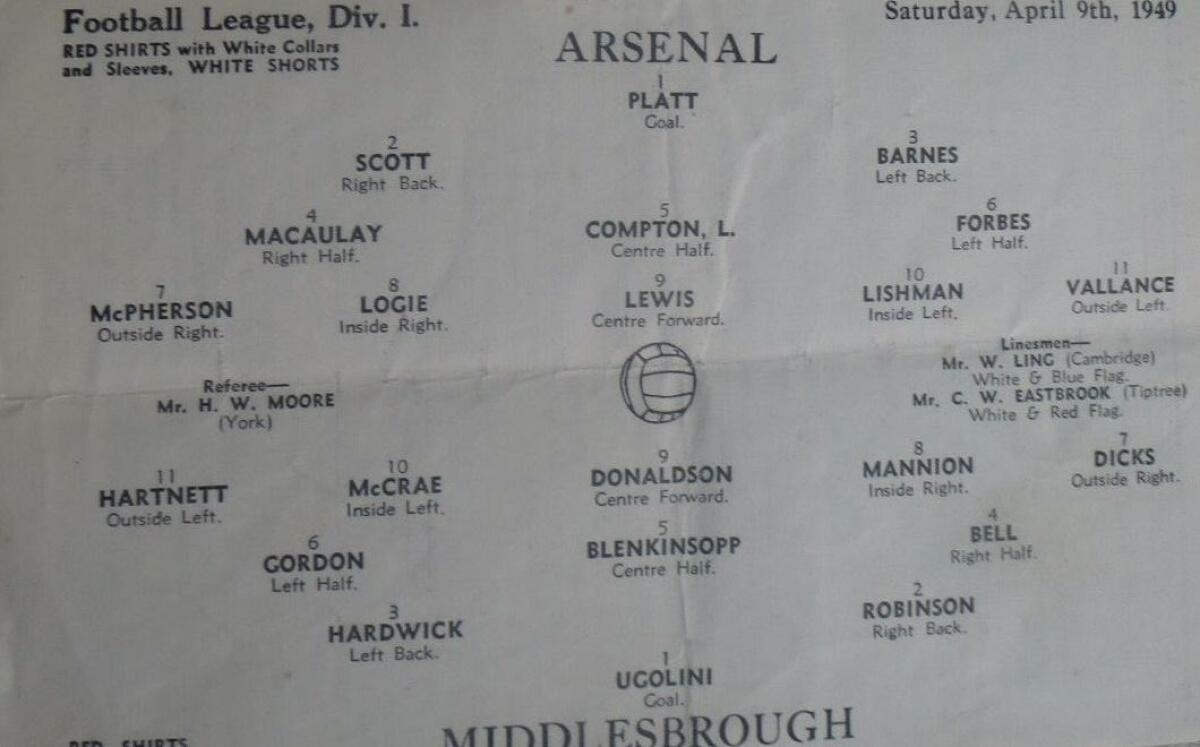 Football League, Div. I.
Saturday, April 9th, 1949
RED SHIRTS with White Collars
and Sleeves, WHITE SHORTS
ARSENAL
1
PLATT
Goal.
2
SCOTT
Right Back.
3
BARNES
Left Back.
4
MACAULAY
Right Half.
5
COMPTON, L.
Centre Half.
6
FORBES
Left Half.
7
McPHERSON
Outside Right.
8
LOGIE
Inside Right.
9
LEWIS
Centre Forward.
10
LISHMAN
Inside Left.
11
VALLANCE
Outside Left.
Referee—
Mr. H. W. MOORE
(York)
Linesmen—
Mr. W. LING (Cambridge)
White & Blue Flag.
Mr. C. W. EASTBROOK (Tiptree)
White & Red Flag.
11
HARTNETT
Outside Left.
10
McCRAE
Inside Left.
9
DONALDSON
Centre Forward.
8
MANNION
Inside Right.
7
DICKS
Outside Right.
6
GORDON
Left Half.
5
BLENKINSOPP
Centre Half.
4
BELL
Right Half.
3
HARDWICK
Left Back.
2
ROBINSON
Right Back.
1
UGOLINI
Goal.
MIDDLESBROUGH
RED SHIRTS